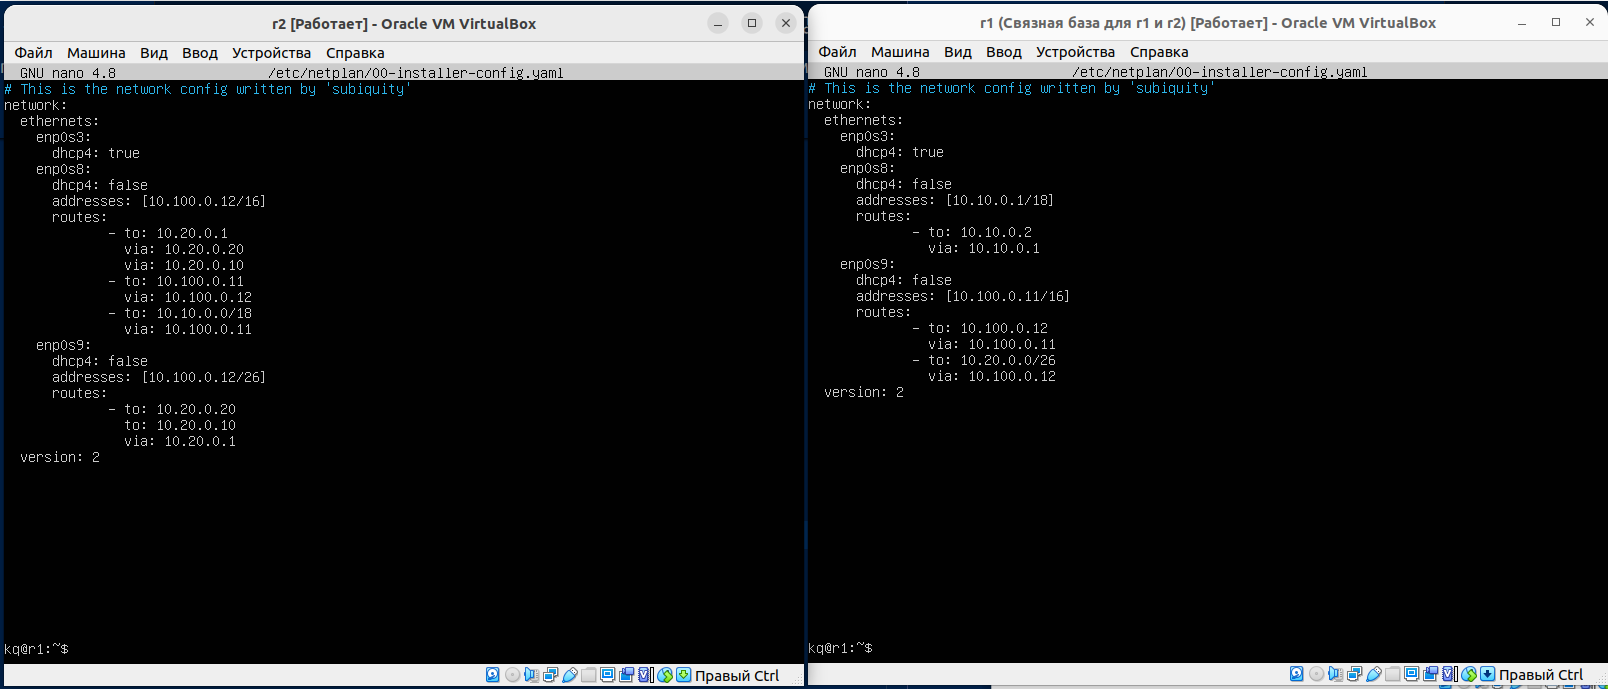 r2 [Работает] - Oracle VM VirtualBox
Файл Машина Вид Ввод Устройства Справка
GNU nano 4.8 /etc/netplan/00-installer-config.yaml
# This is the network config written by 'subiquity'
network:
  ethernets:
    enp0s3:
      dhcp4: true
    enp0s8:
      dhcp4: false
      addresses: [10.100.0.12/16]
      routes:
             - to: 10.20.0.1
               via: 10.20.0.20
               via: 10.20.0.10
             - to: 10.100.0.11
               via: 10.100.0.12
             - to: 10.10.0.0/18
               via: 10.100.0.11
    enp0s9:
      dhcp4: false
      addresses: [10.100.0.12/26]
      routes:
             - to: 10.20.0.20
               to: 10.20.0.10
               via: 10.20.0.1
  version: 2
kq@r1:~$
Правый Ctrl
r1 (Связная база для r1 и r2) [Работает] - Oracle VM VirtualBox
Файл Машина Вид Ввод Устройства Справка
GNU nano 4.8 /etc/netplan/00-installer-config.yaml
# This is the network config written by 'subiquity'
network:
  ethernets:
    enp0s3:
      dhcp4: true
    enp0s8:
      dhcp4: false
      addresses: [10.10.0.1/18]
      routes:
             - to: 10.10.0.2
               via: 10.10.0.1
    enp0s9:
      dhcp4: false
      addresses: [10.100.0.11/16]
      routes:
             - to: 10.100.0.12
               via: 10.100.0.11
             - to: 10.20.0.0/26
               via: 10.100.0.12
  version: 2
kq@r1:~$
Правый Ctrl